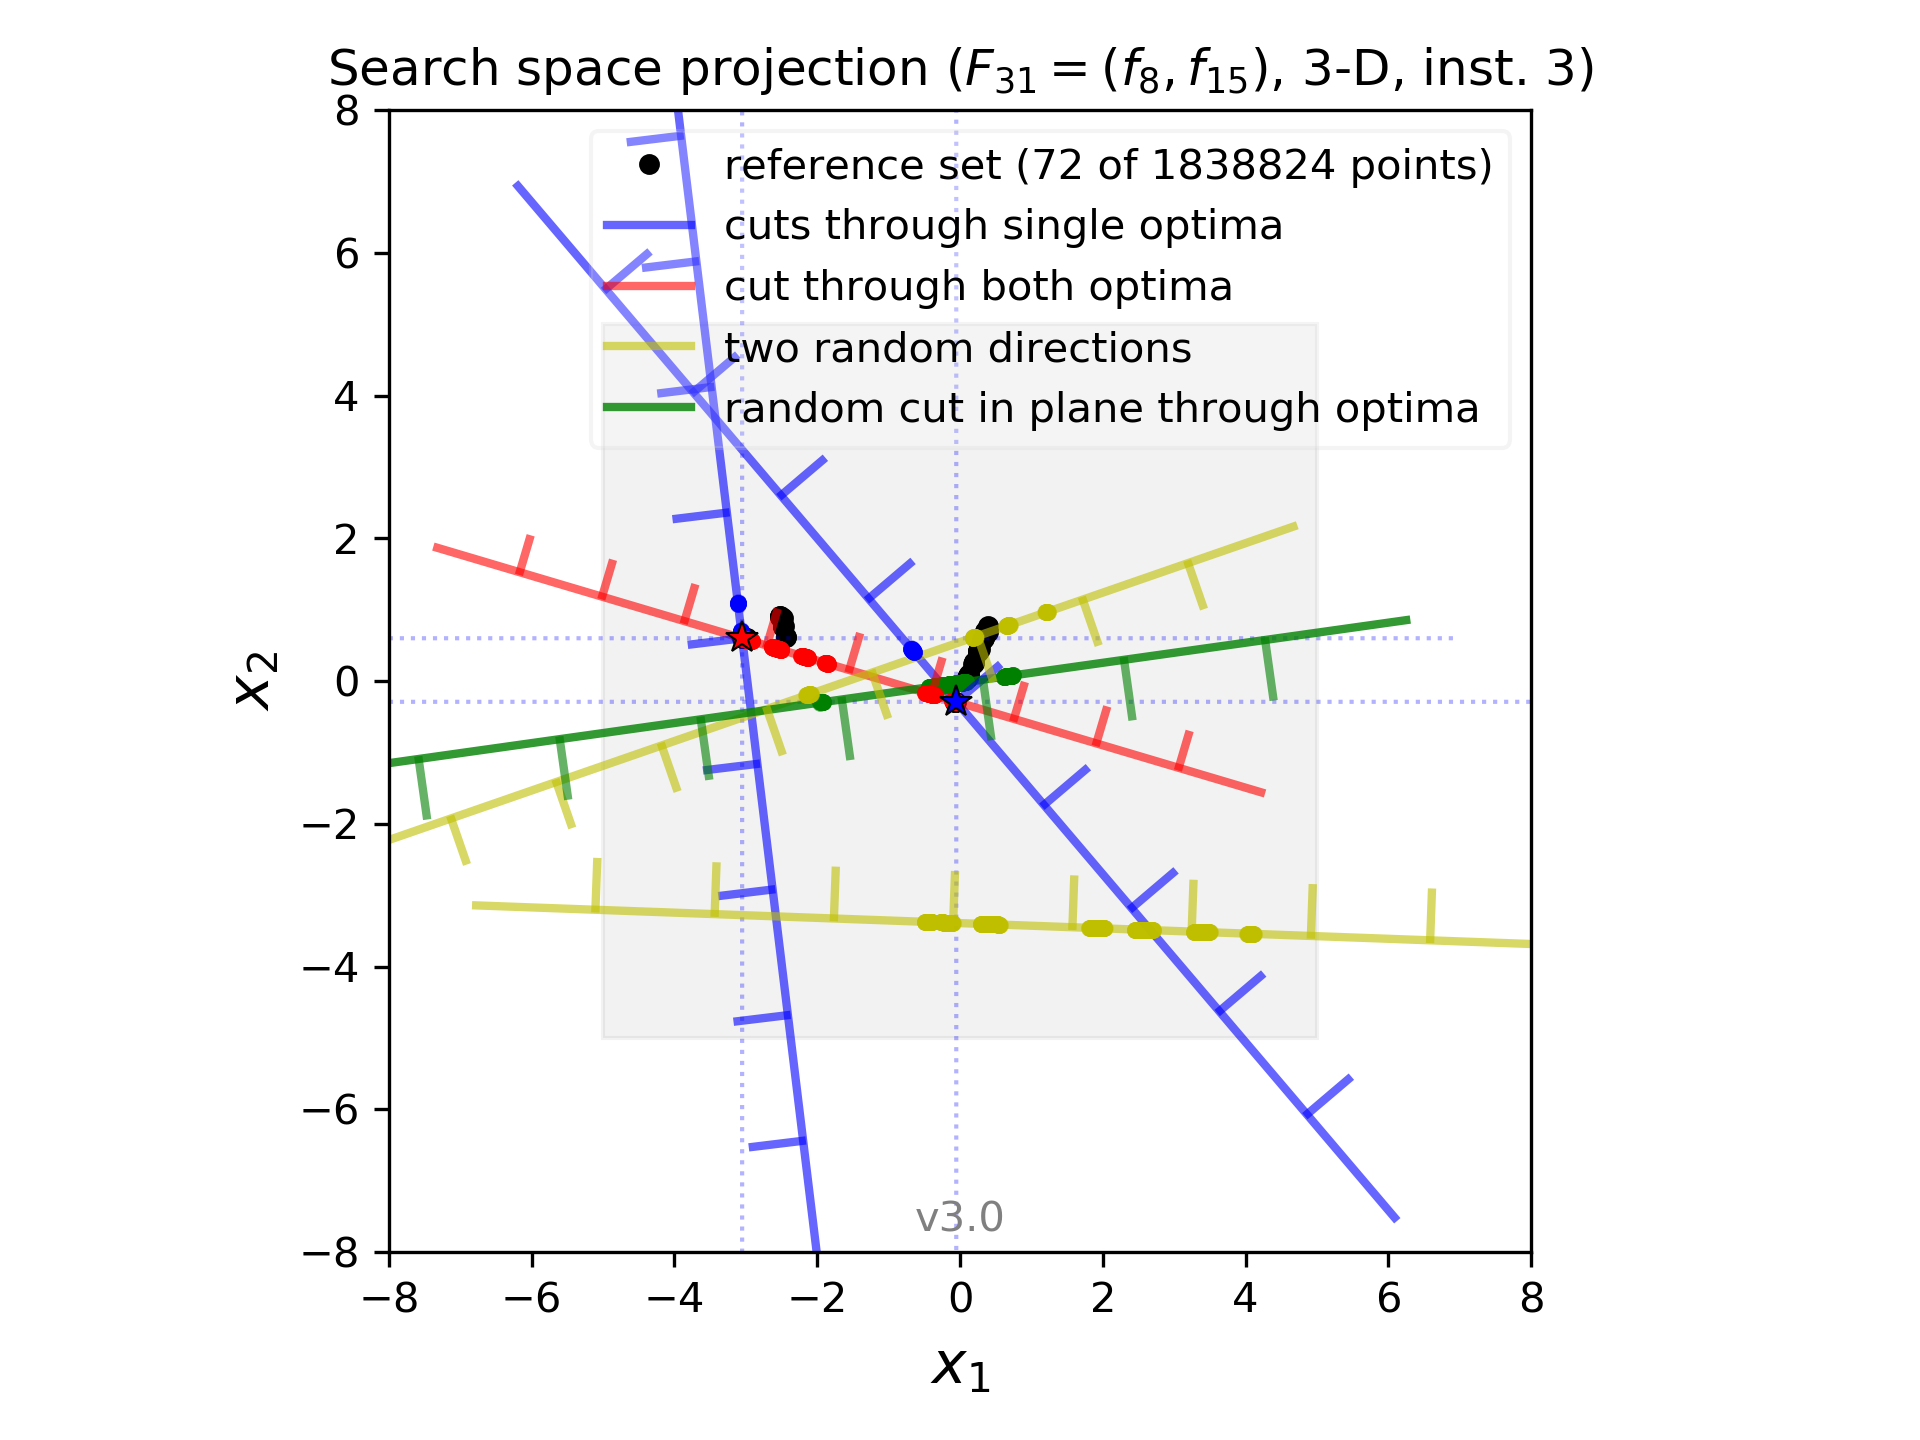 Search space projection (F₃₁ = (f₈, f₁₅), 3-D, inst. 3)
reference set (72 of 1838824 points)
cuts through single optima
cut through both optima
two random directions
random cut in plane through optima
8
6
4
2
0
−2
−4
−6
−8
x₂
v3.0
−8 −6 −4 −2 0 2 4 6 8
x₁